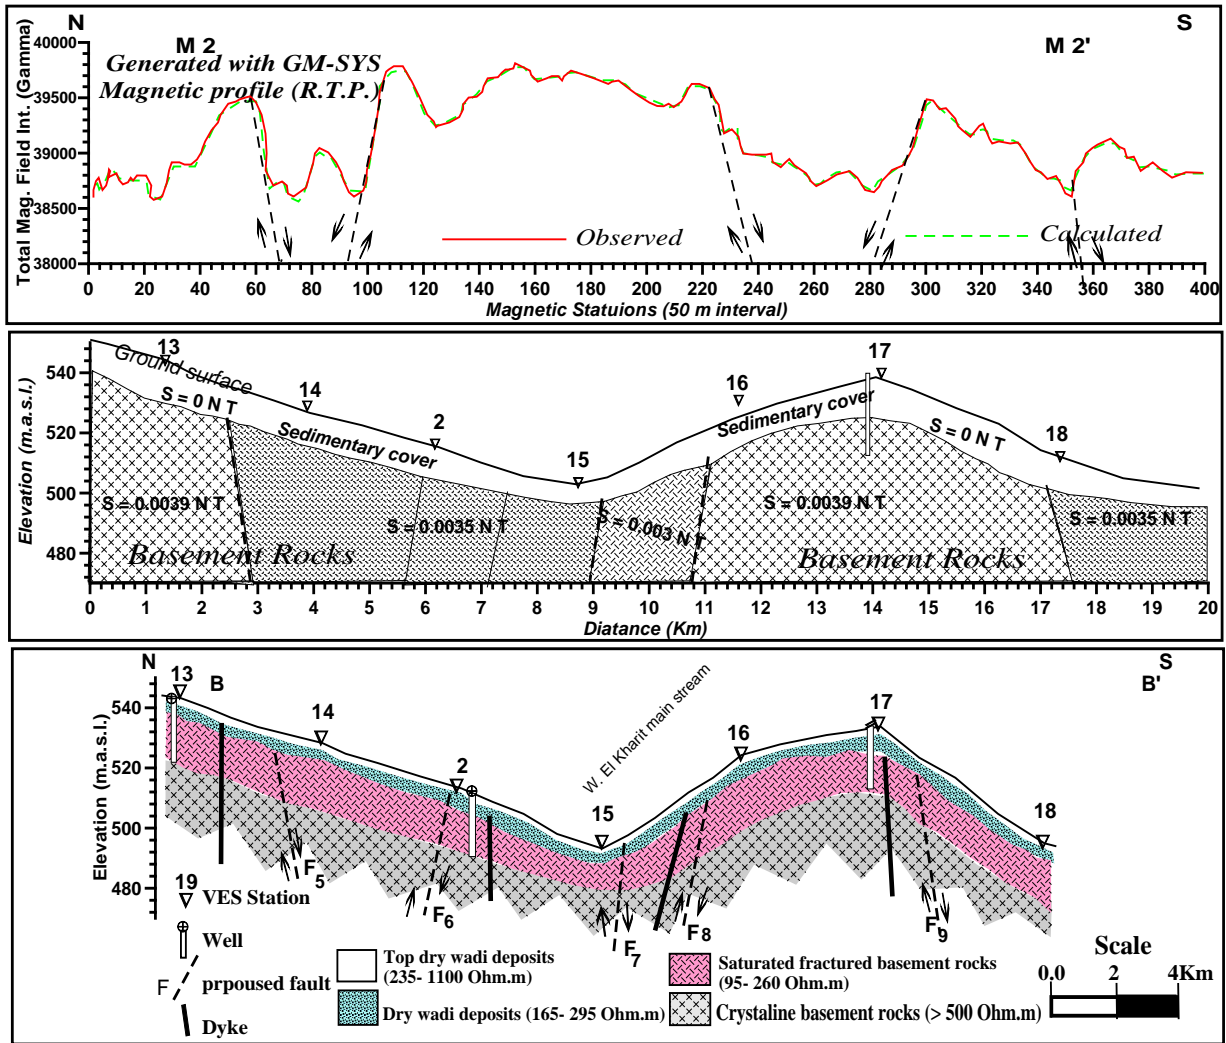 N
S
M 2
M 2'
Generated with GM-SYS
Magnetic profile (R.T.P.)
Total Mag. Field Int. (Gamma)
40000
39500
39000
38500
38000
Observed
Calculated
0 20 40 60 80 100 120 140 160 180 200 220 240 260 280 300 320 340 360 380 400
Magnetic Statuions (50 m interval)
Elevation (m.a.s.l.)
540
520
500
480
13
Ground surface
14
2
15
16
17
18
S = 0 N T
Sedimentary cover
Sedimentary cover
S = 0 N T
S = 0.0039 N T
S = 0.0035 N T
S = 0.003 N T
S = 0.0039 N T
S = 0.0035 N T
Basement Rocks
Basement Rocks
0 1 2 3 4 5 6 7 8 9 10 11 12 13 14 15 16 17 18 19 20
Diatance (Km)
N
S
B
B'
Elevation (m.a.s.l.)
540
520
500
480
13
14
2
15
16
17
18
W. El Kharit main stream
F5
F6
F7
F8
F9
19
VES Station
Well
F
prpoused fault
Dyke
Top dry wadi deposits
(235- 1100 Ohm.m)
Dry wadi deposits (165- 295 Ohm.m)
Saturated fractured basement rocks
(95- 260 Ohm.m)
Crystaline basement rocks (> 500 Ohm.m)
Scale
0.0 2 4Km